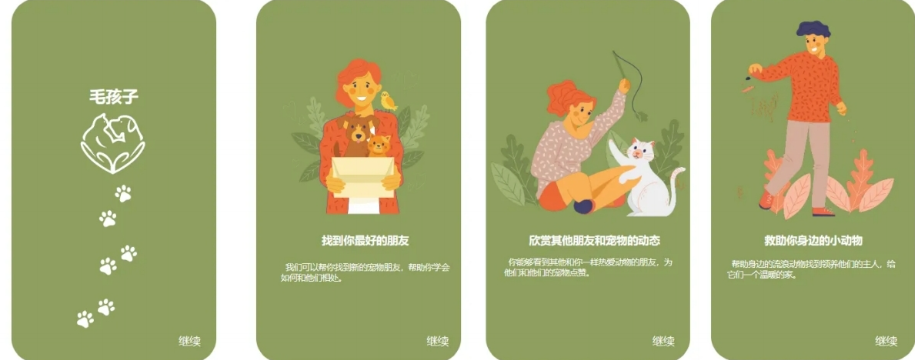 毛孩子
继续
找到你最好的朋友
我们可以帮你找到新的宠物朋友，帮助你学会
如何和他们相处。
欣赏其他朋友和宠物的动态
你能够看到其他和你一样热爱动物的朋友，为
他们和他们的宠物点赞。
继续
救助你身边的小动物
帮助身边的流浪动物找到领养他们的主人，给
它们一个温暖的家。
继续